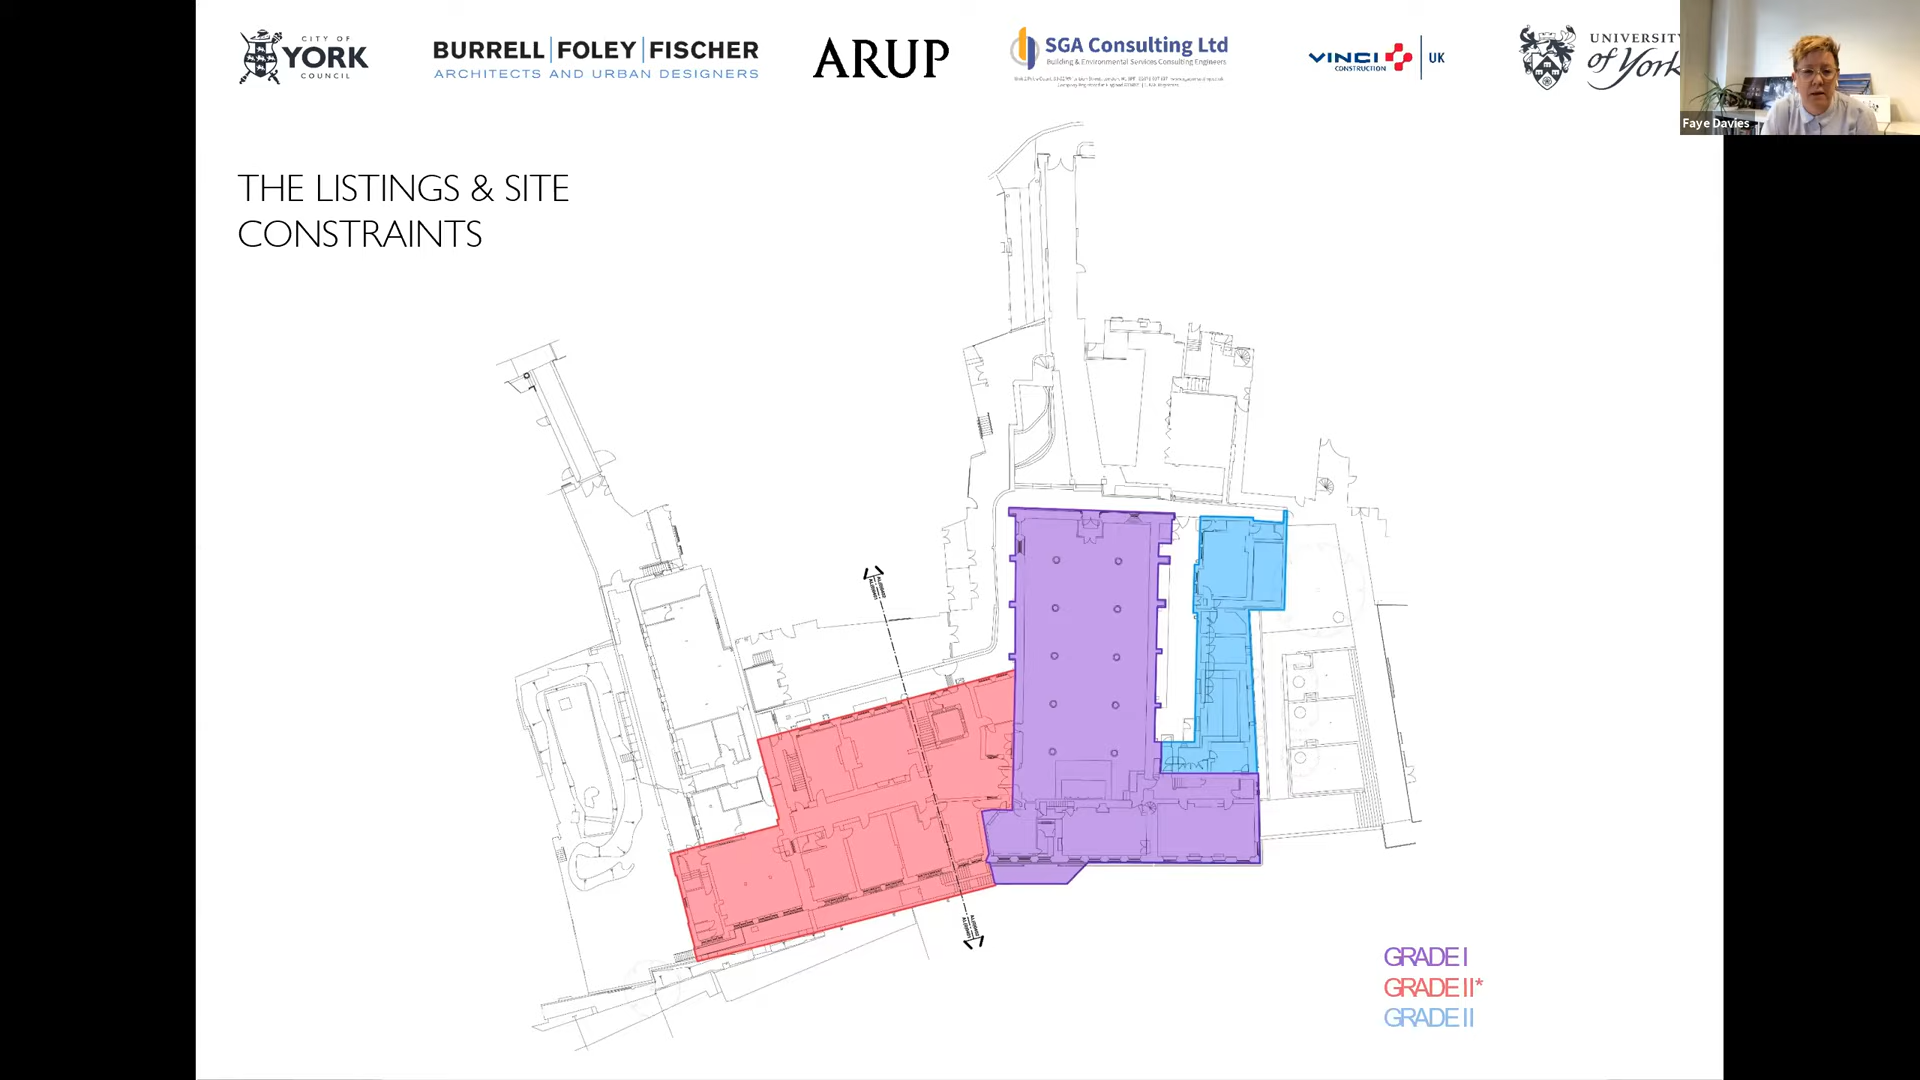 CITY OF
YORK
COUNCIL
BURRELL|FOLEY|FISCHER
ARCHITECTS AND URBAN DESIGNERS
ARUP
SGA Consulting Ltd
Building & Environmental Services Consulting Engineers
VINCI
CONSTRUCTION
UK
UNIVERSITY
of York
Faye Davies
THE LISTINGS & SITE
CONSTRAINTS
GRADE I
GRADE II*
GRADE II